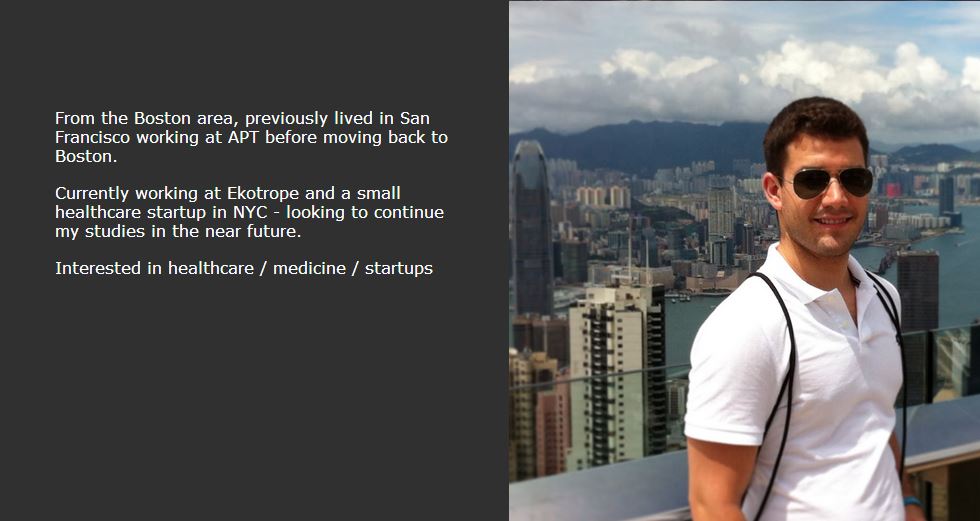 From the Boston area, previously lived in San
Francisco working at APT before moving back to
Boston.
Currently working at Ekotrope and a small
healthcare startup in NYC - looking to continue
my studies in the near future.
Interested in healthcare / medicine / startups